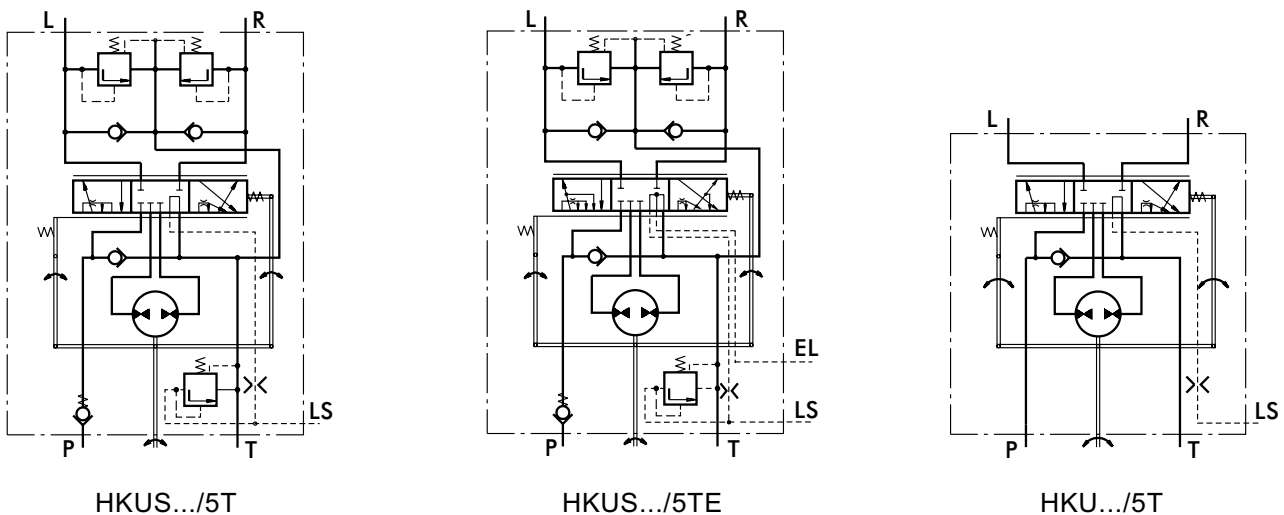 L R
L R
L R
EL
LS
LS
LS
P T
P T
P T
HKUS.../5T
HKUS.../5TE
HKU.../5T